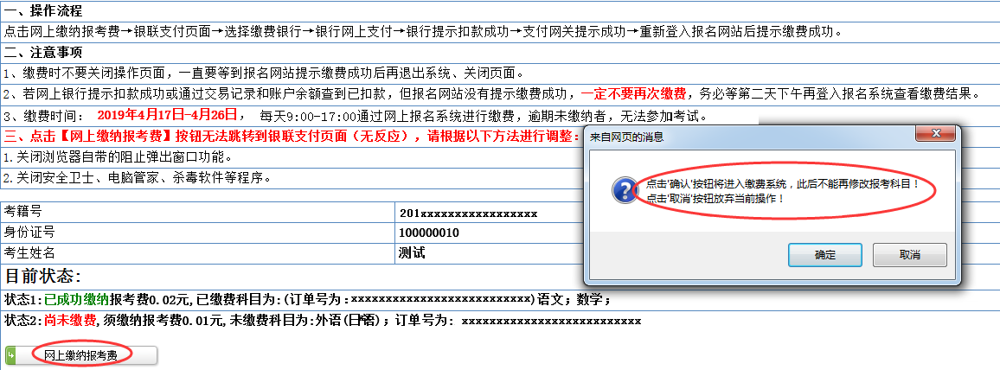 一、操作流程
点击网上缴纳报考费→银联支付页面→选择缴费银行→银行网上支付→银行提示扣款成功→支付网关提示成功→重新登入报名网站后提示缴费成功。
二、注意事项
1、缴费时不要关闭操作页面，一直要等到报名网站提示缴费成功后再退出系统、关闭页面。
2、若网上银行提示扣款成功或通过交易记录和账户余额查到已扣款，但报名网站没有提示缴费成功，一定不要再次缴费，务必等第二天下午再登入报名系统查看缴费结果。
3、缴费时间： 2019年4月17日-4月26日， 每天9:00-17:00通过网上报名系统进行缴费，逾期未缴纳者，无法参加考试。
三、点击【网上缴纳报考费】按钮无法跳转到银联支付页面（无反应），请根据以下方法进行调整：
1.关闭浏览器自带的阻止弹出窗口功能。
2.关闭安全卫士、电脑管家、杀毒软件等程序。
来自网页的消息
点击'确认'按钮将进入缴费系统，此后不能再修改报考科目！
点击'取消'按钮放弃当前操作！
确定
取消
考籍号 201xxxxxxxxxxxxxxxxx
身份证号 100000010
考生姓名 测试
目前状态:
状态1:已成功缴纳报考费0.02元,已缴费科目为:(订单号为:xxxxxxxxxxxxxxxxxxxxxxxxxx)语文；数学；
状态2:尚未缴费,须缴纳报考费0.01元,未缴费科目为:外语(日语)；订单号为: xxxxxxxxxxxxxxxxxxxxxxxxxx
网上缴纳报考费